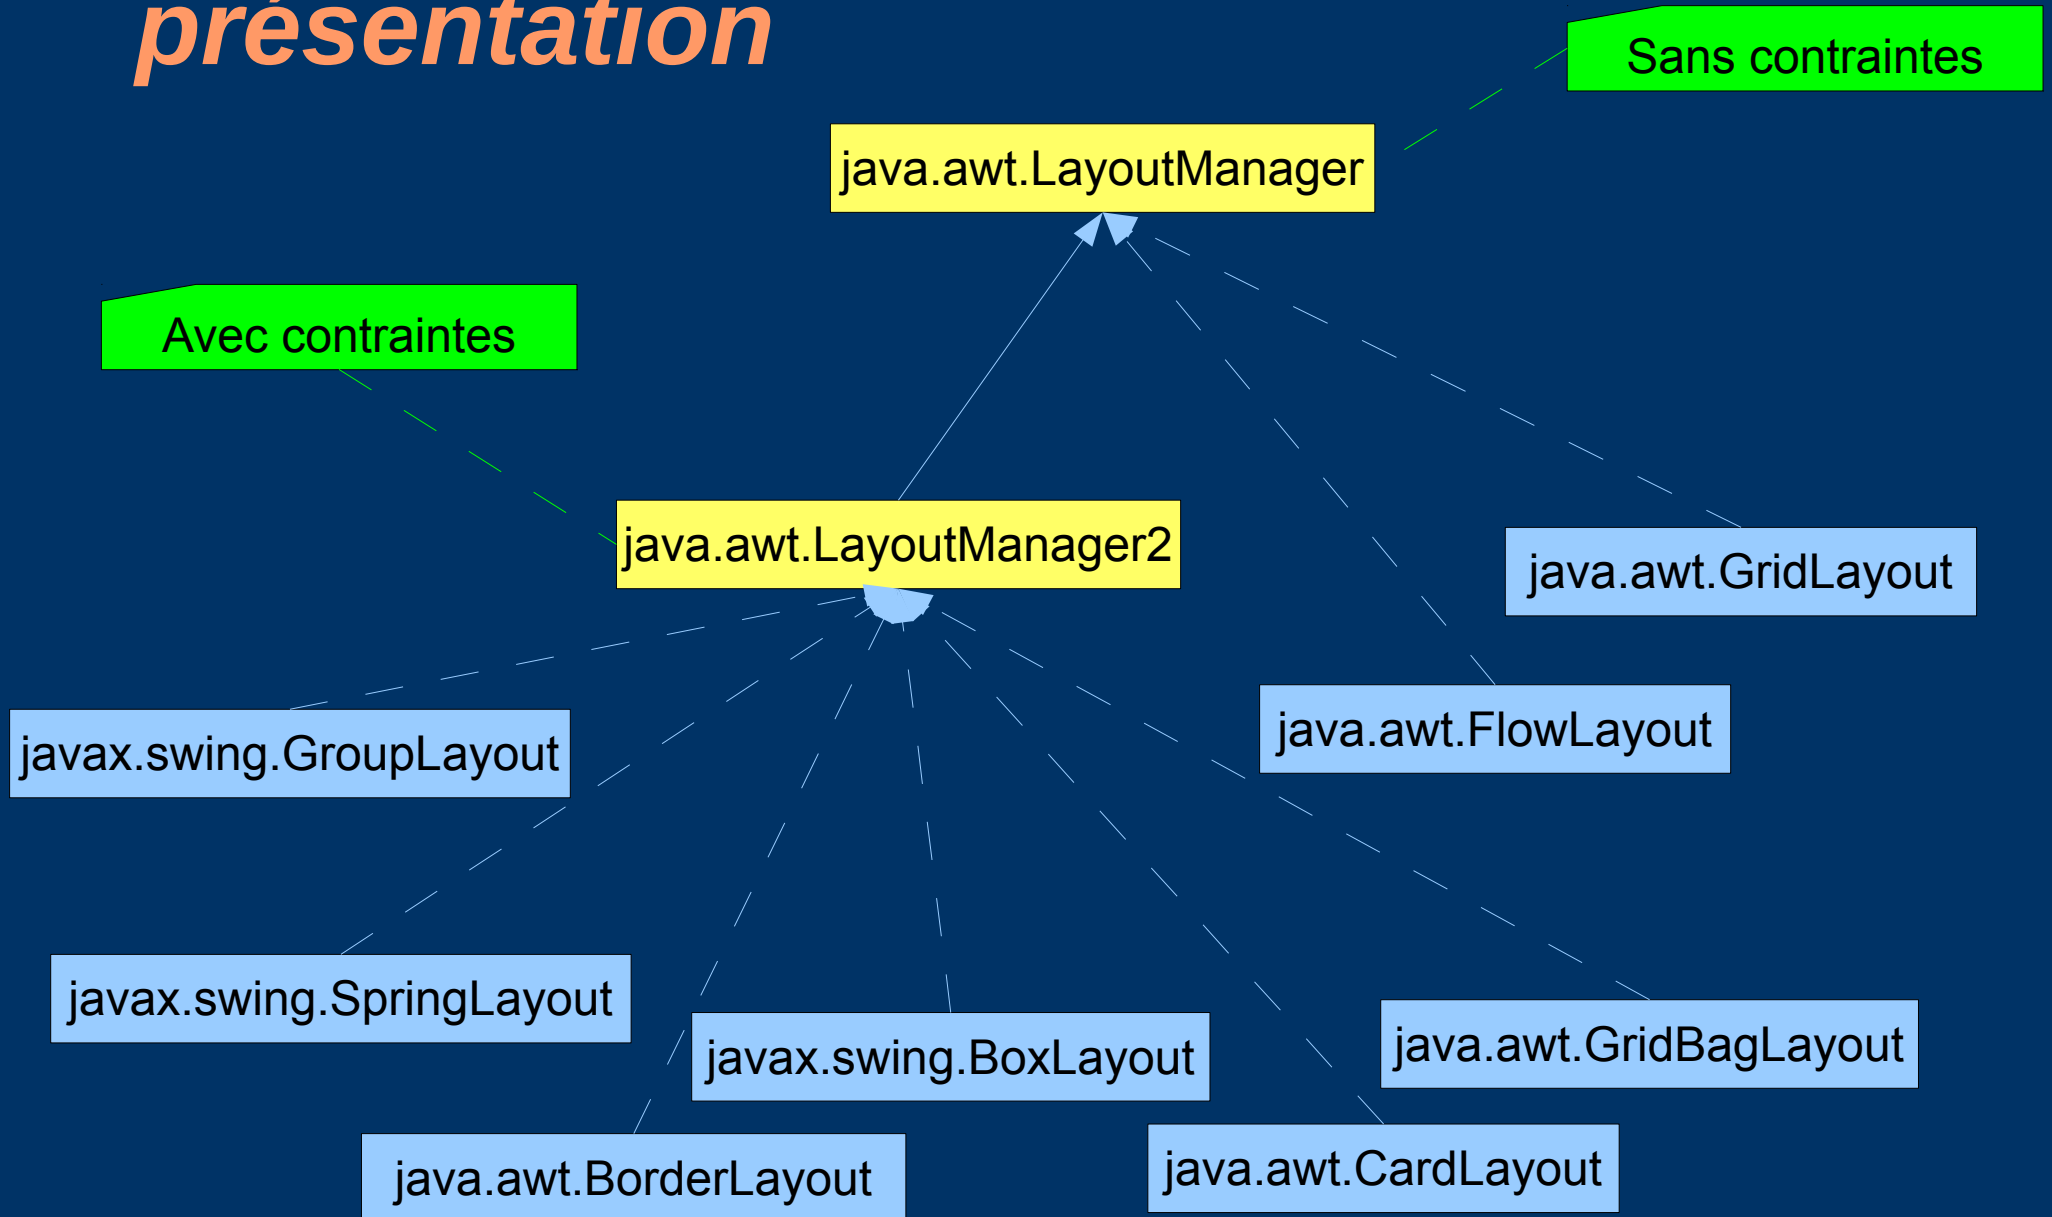 présentation
Sans contraintes
java.awt.LayoutManager
Avec contraintes
java.awt.LayoutManager2
java.awt.GridLayout
java.awt.FlowLayout
javax.swing.GroupLayout
javax.swing.SpringLayout
javax.swing.BoxLayout
java.awt.GridBagLayout
java.awt.BorderLayout
java.awt.CardLayout